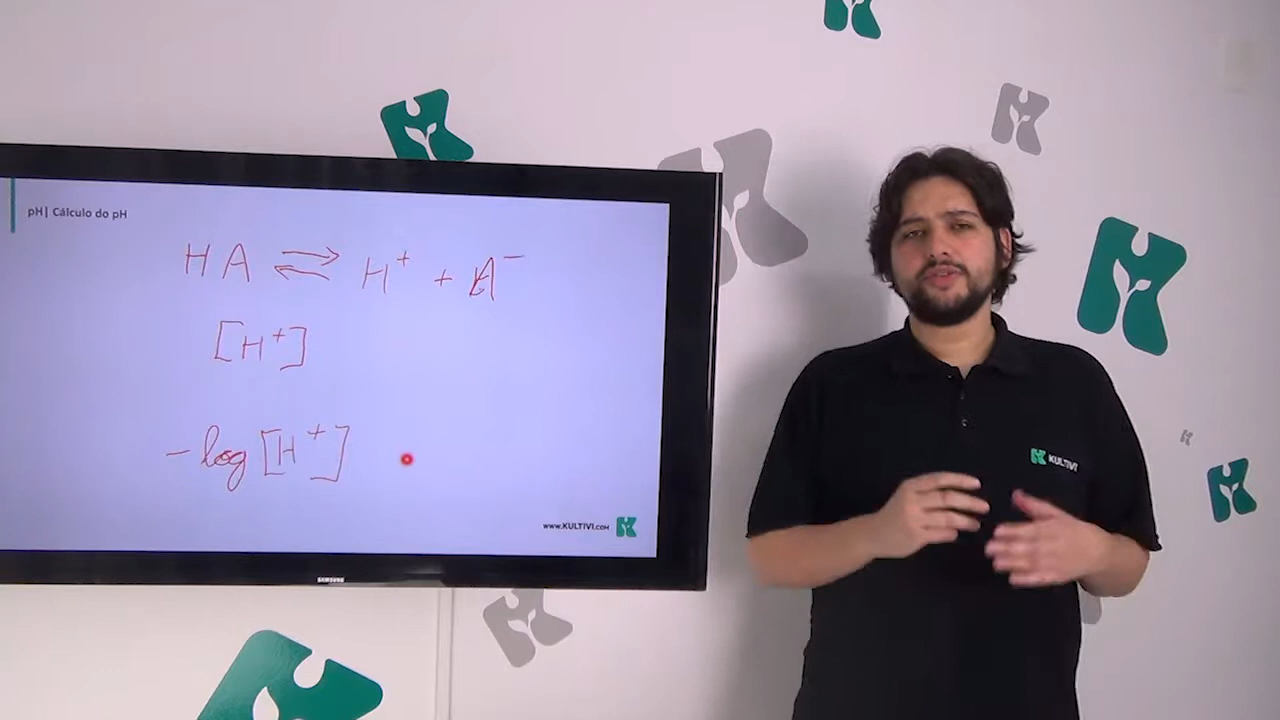 pH| Cálculo do pH
HA ⇌ H⁺ + A⁻
[H⁺]
-log [H⁺]
www.KULTIVI.COM
SAMSUNG
KULTIVI